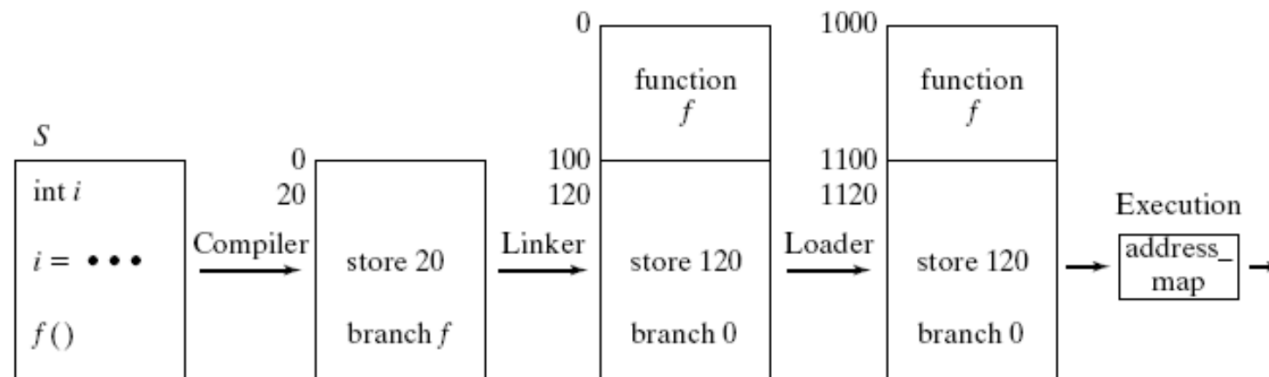 S
int i
i = •••
f ()
Compiler
0
20
store 20
branch f
Linker
0
function
f
100
120
store 120
branch 0
Loader
1000
function
f
1100
1120
store 120
branch 0
Execution
address_
map